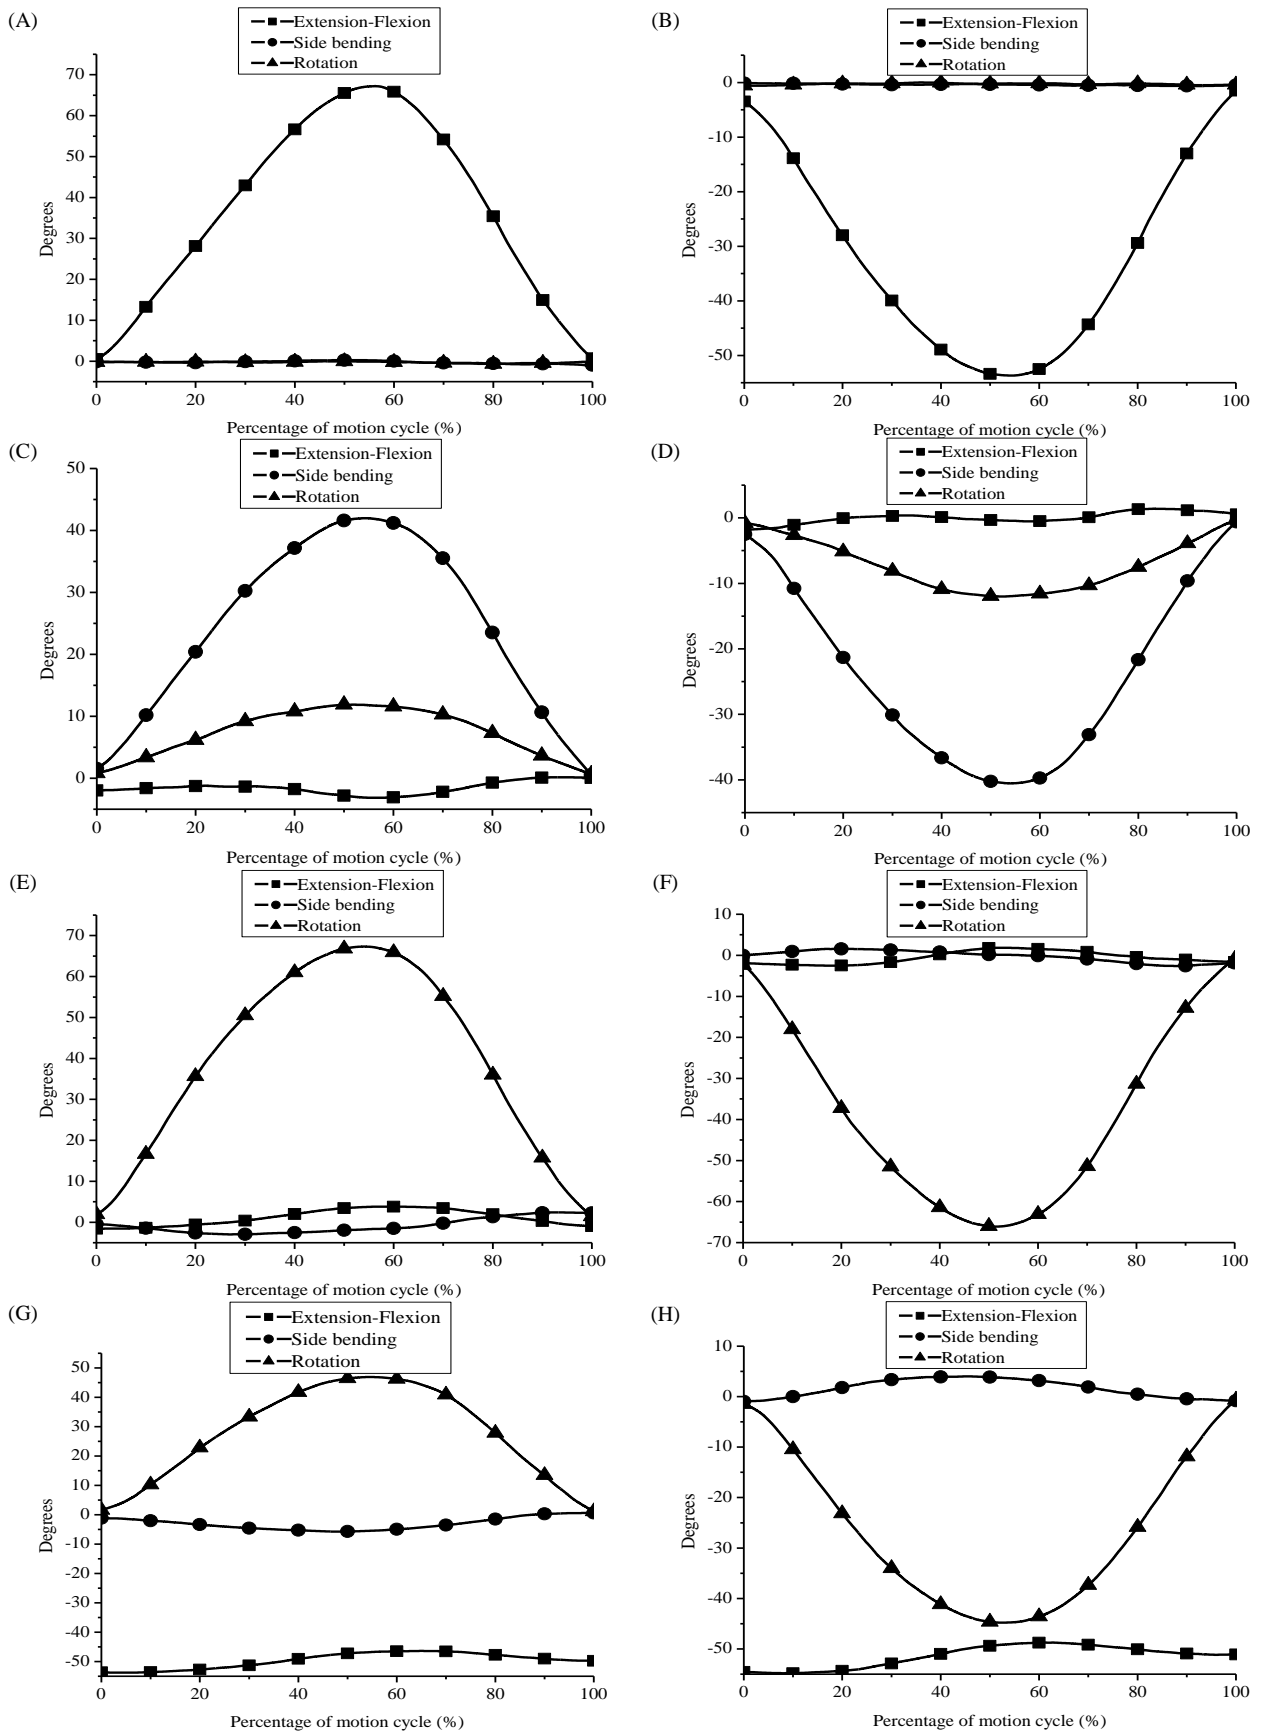 (A)
Extension-Flexion
Side bending
Rotation
70
60
50
40
30
20
10
0
Degrees
0 20 40 60 80 100
Percentage of motion cycle (%)
(B)
Extension-Flexion
Side bending
Rotation
0
-10
-20
-30
-40
-50
Degrees
0 20 40 60 80 100
Percentage of motion cycle (%)
(C)
Extension-Flexion
Side bending
Rotation
50
40
30
20
10
0
Degrees
0 20 40 60 80 100
Percentage of motion cycle (%)
(D)
Extension-Flexion
Side bending
Rotation
0
-10
-20
-30
-40
Degrees
0 20 40 60 80 100
Percentage of motion cycle (%)
(E)
Extension-Flexion
Side bending
Rotation
70
60
50
40
30
20
10
0
Degrees
0 20 40 60 80 100
Percentage of motion cycle (%)
(F)
Extension-Flexion
Side bending
Rotation
10
0
-10
-20
-30
-40
-50
-60
-70
Degrees
0 20 40 60 80 100
Percentage of motion cycle (%)
(G)
Extension-Flexion
Side bending
Rotation
50
40
30
20
10
0
-10
-20
-30
-40
-50
Degrees
0 20 40 60 80 100
Percentage of motion cycle (%)
(H)
Extension-Flexion
Side bending
Rotation
10
0
-10
-20
-30
-40
-50
Degrees
0 20 40 60 80 100
Percentage of motion cycle (%)